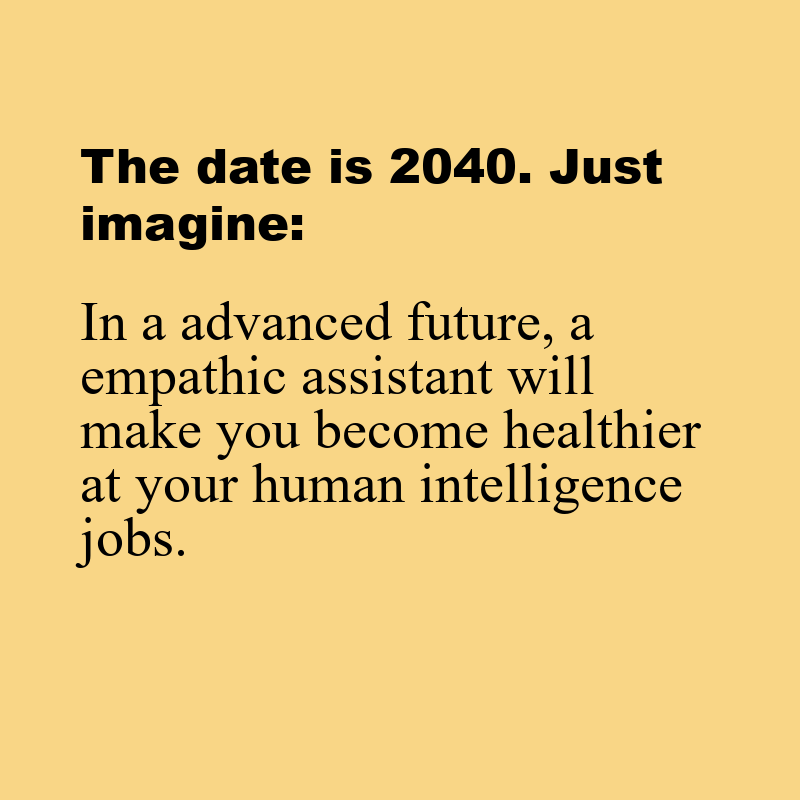 The date is 2040. Just
imagine:
In a advanced future, a
empathic assistant will
make you become healthier
at your human intelligence
jobs.